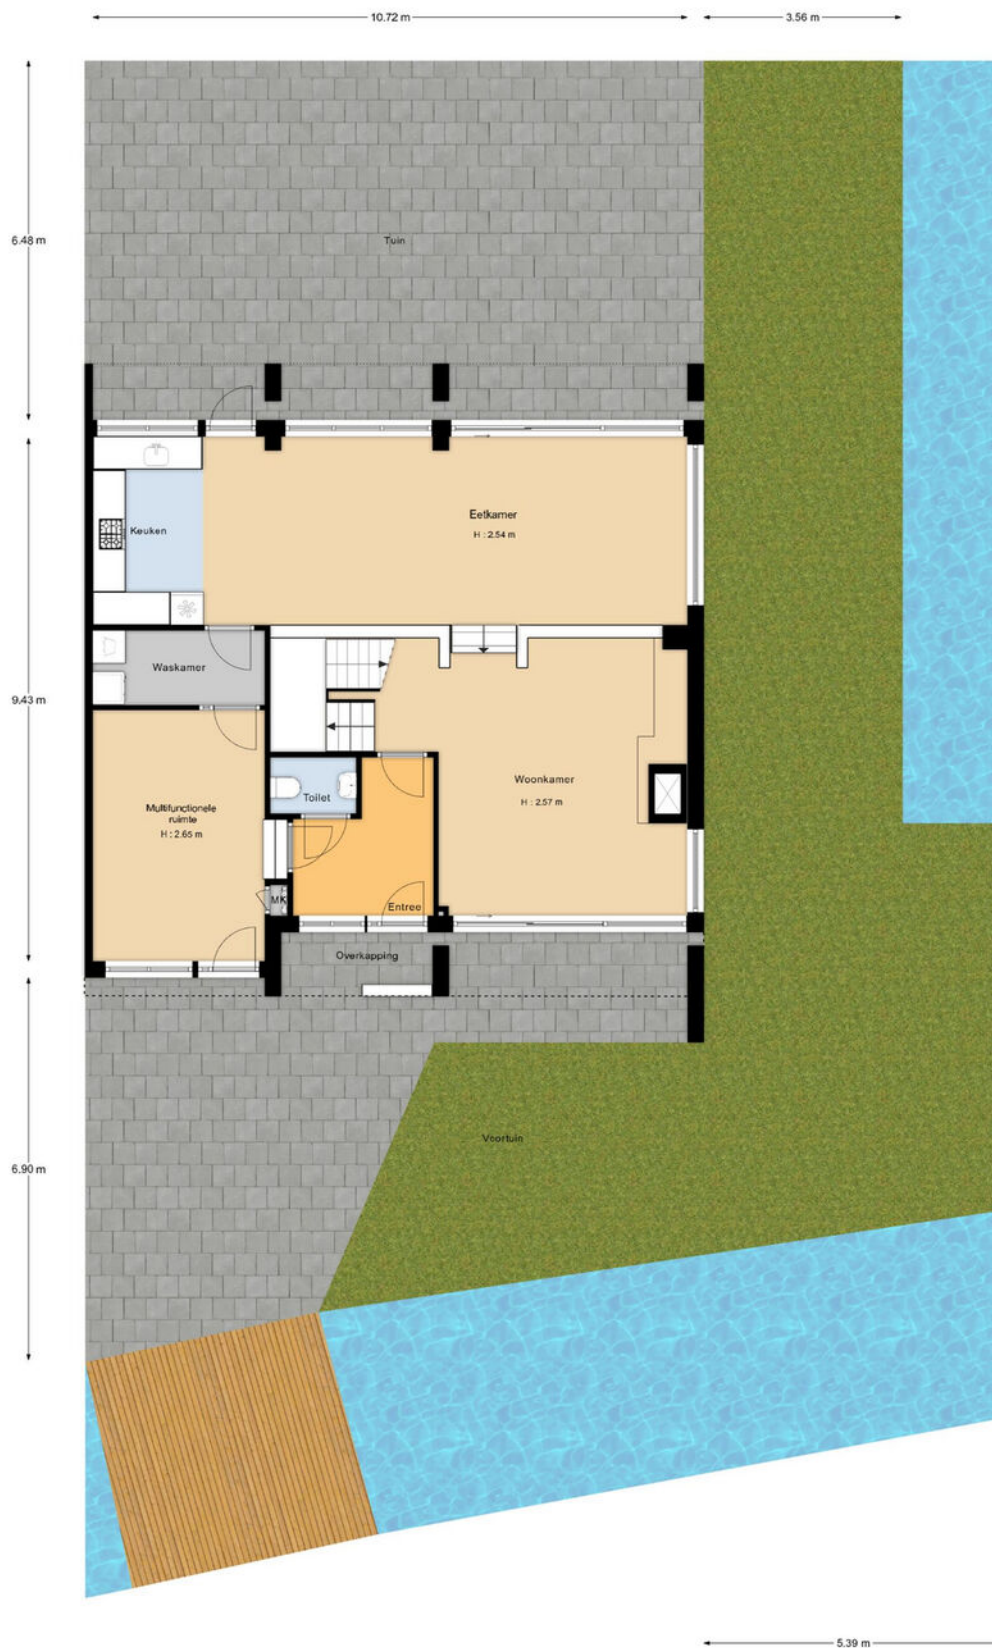 10.72 m
3.56 m
6.48 m
Tuin
Eetkamer
H : 2.54 m
Keuken
Waskamer
9.43 m
Woonkamer
H : 2.57 m
Toilet
Multifunctionele
ruimte
H : 2.65 m
MK
Entree
Overkapping
Voortuin
6.90 m
5.39 m